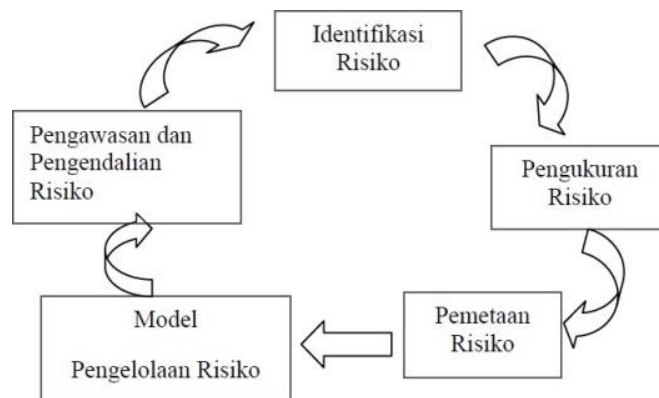 Identifikasi
Risiko
Pengukuran
Risiko
Pemetaan
Risiko
Model
Pengelolaan Risiko
Pengawasan dan
Pengendalian
Risiko